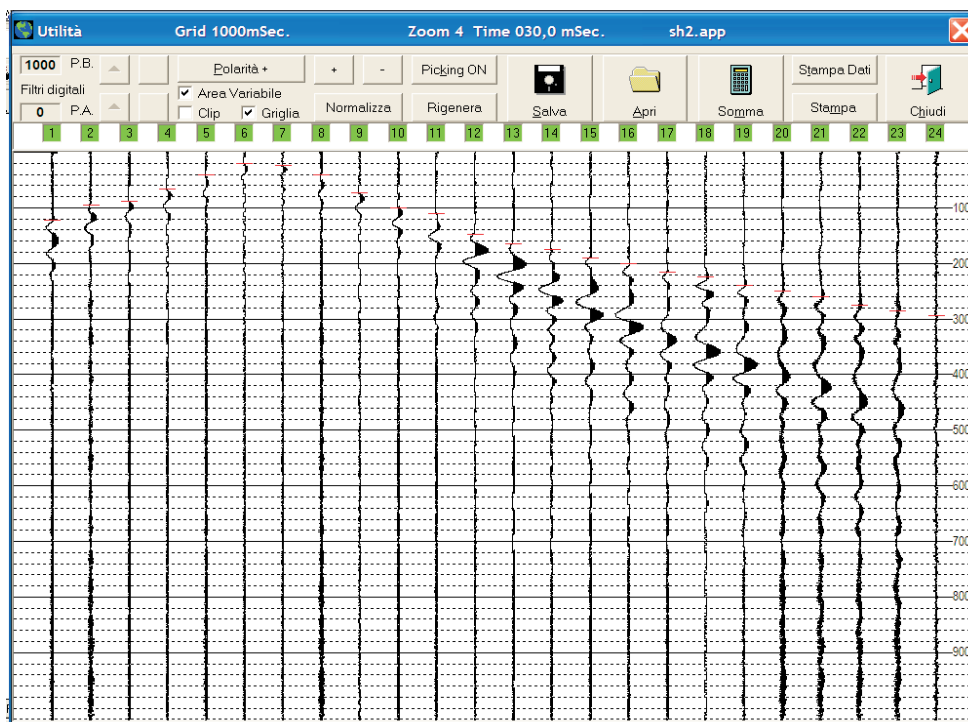 Utilità Grid 1000mSec. Zoom 4 Time 030,0 mSec. sh2.app
1000 P.B. Polarità + + - Picking ON Stampa Dati
Filtri digitali Area Variabile
0 P.A. Clip Griglia Normalizza Rigenera Salva Apri Somma Stampa Chiudi
1 2 3 4 5 6 7 8 9 10 11 12 13 14 15 16 17 18 19 20 21 22 23 24
100
200
300
400
500
600
700
800
900